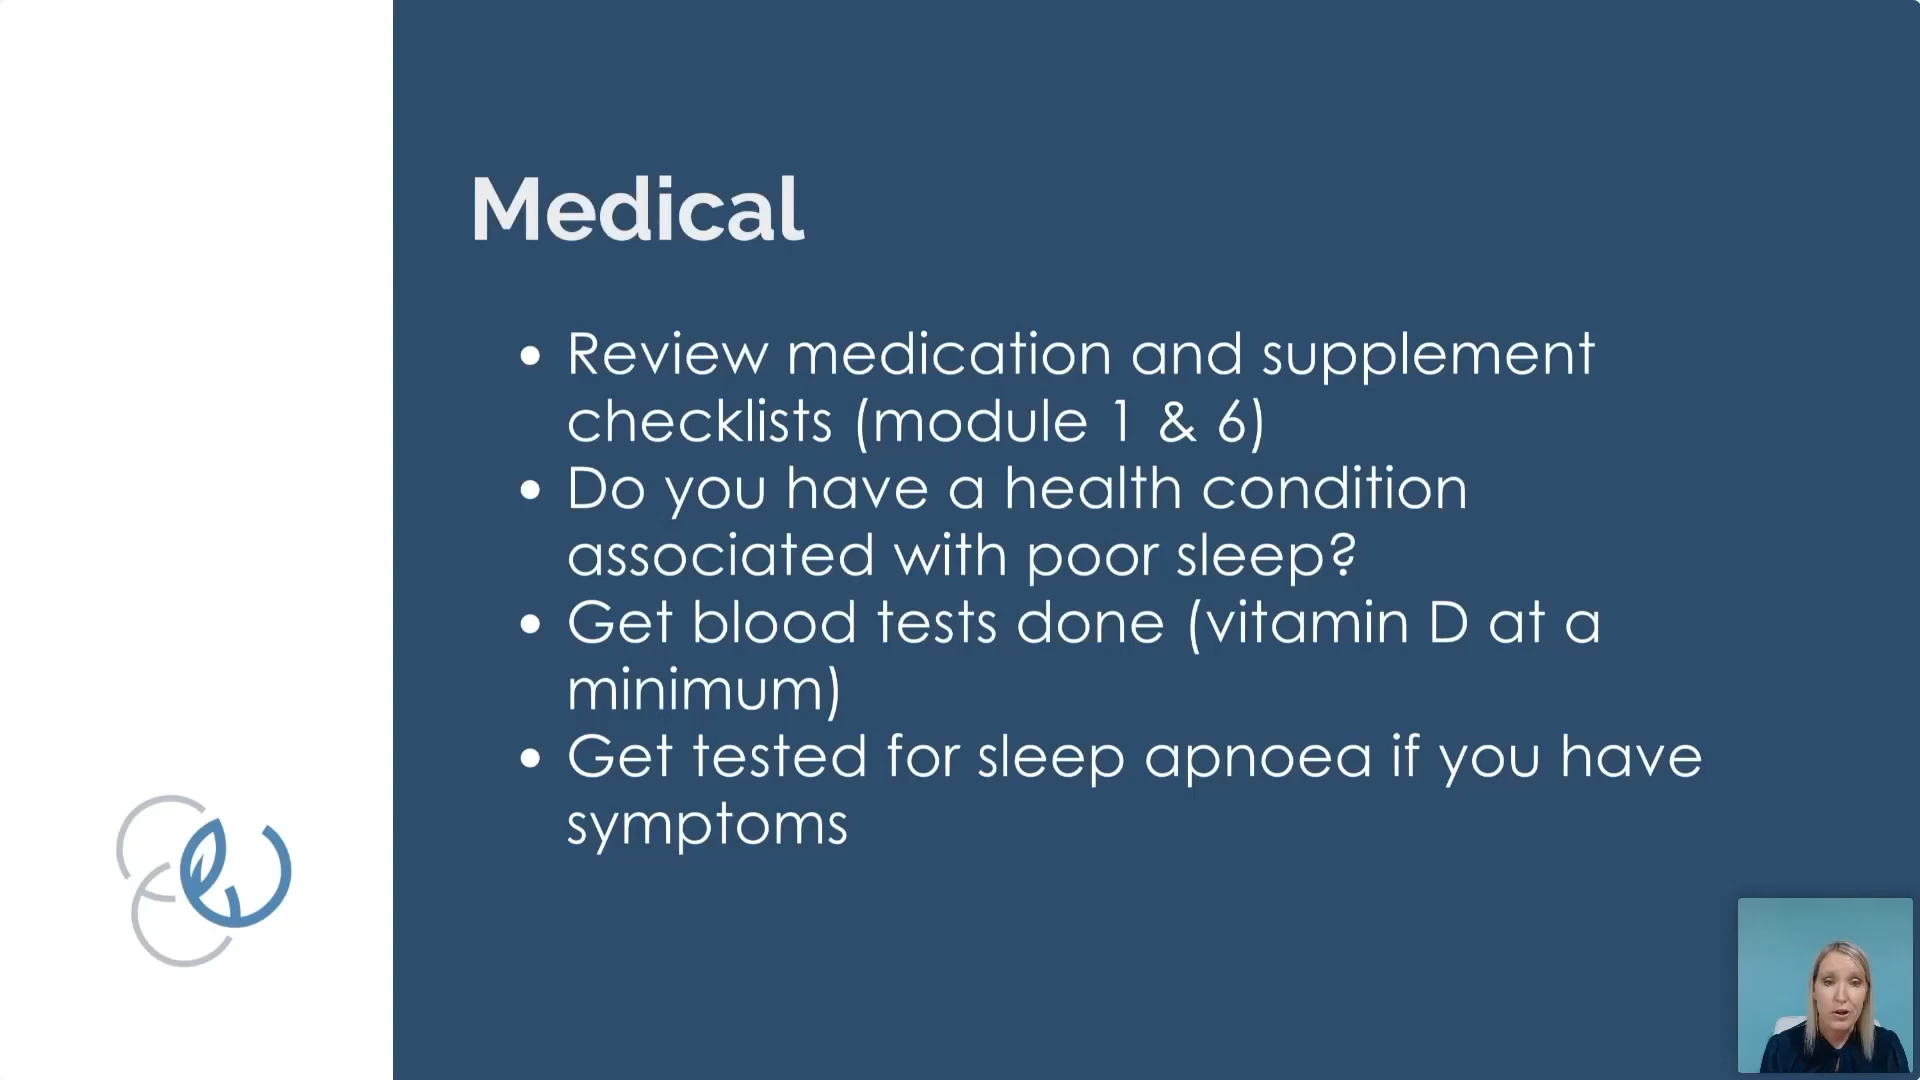 Medical
• Review medication and supplement
checklists (module 1 & 6)
• Do you have a health condition
associated with poor sleep?
• Get blood tests done (vitamin D at a
minimum)
• Get tested for sleep apnoea if you have
symptoms